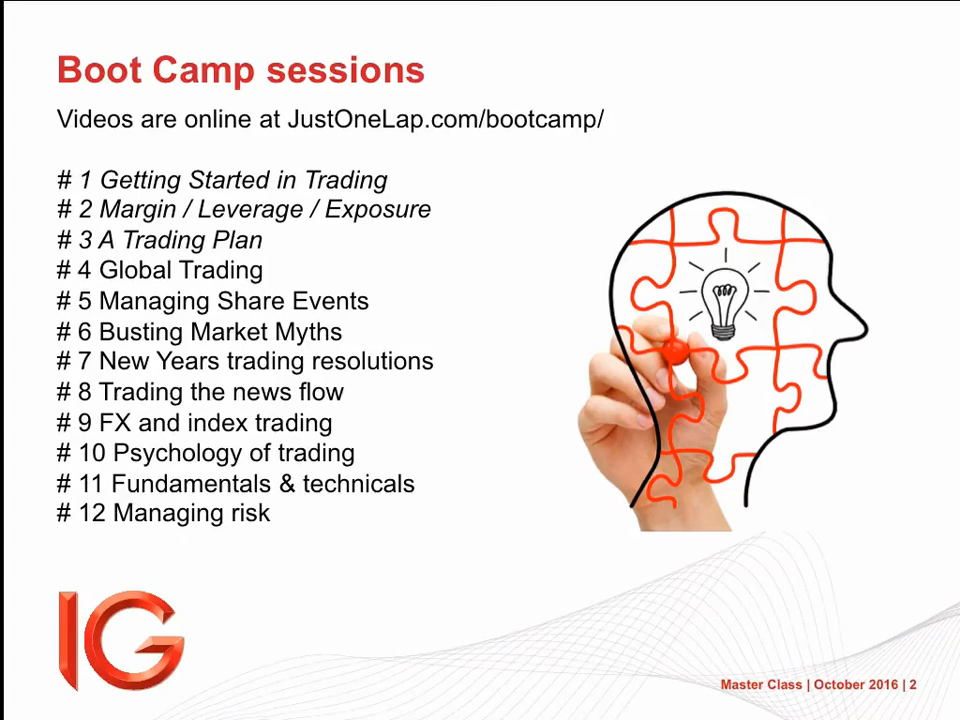 Boot Camp sessions
Videos are online at JustOneLap.com/bootcamp/
# 1 Getting Started in Trading
# 2 Margin / Leverage / Exposure
# 3 A Trading Plan
# 4 Global Trading
# 5 Managing Share Events
# 6 Busting Market Myths
# 7 New Years trading resolutions
# 8 Trading the news flow
# 9 FX and index trading
# 10 Psychology of trading
# 11 Fundamentals & technicals
# 12 Managing risk
IG
Master Class | October 2016 | 2